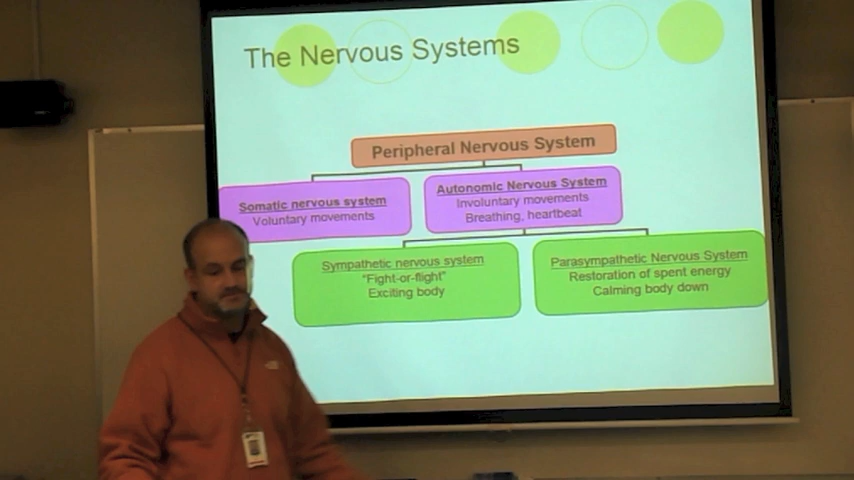 The Nervous Systems
Peripheral Nervous System
Somatic nervous system
Voluntary movements
Autonomic Nervous System
Involuntary movements
Breathing, heartbeat
Sympathetic nervous system
"Fight-or-flight"
Exciting body
Parasympathetic Nervous System
Restoration of spent energy
Calming body down